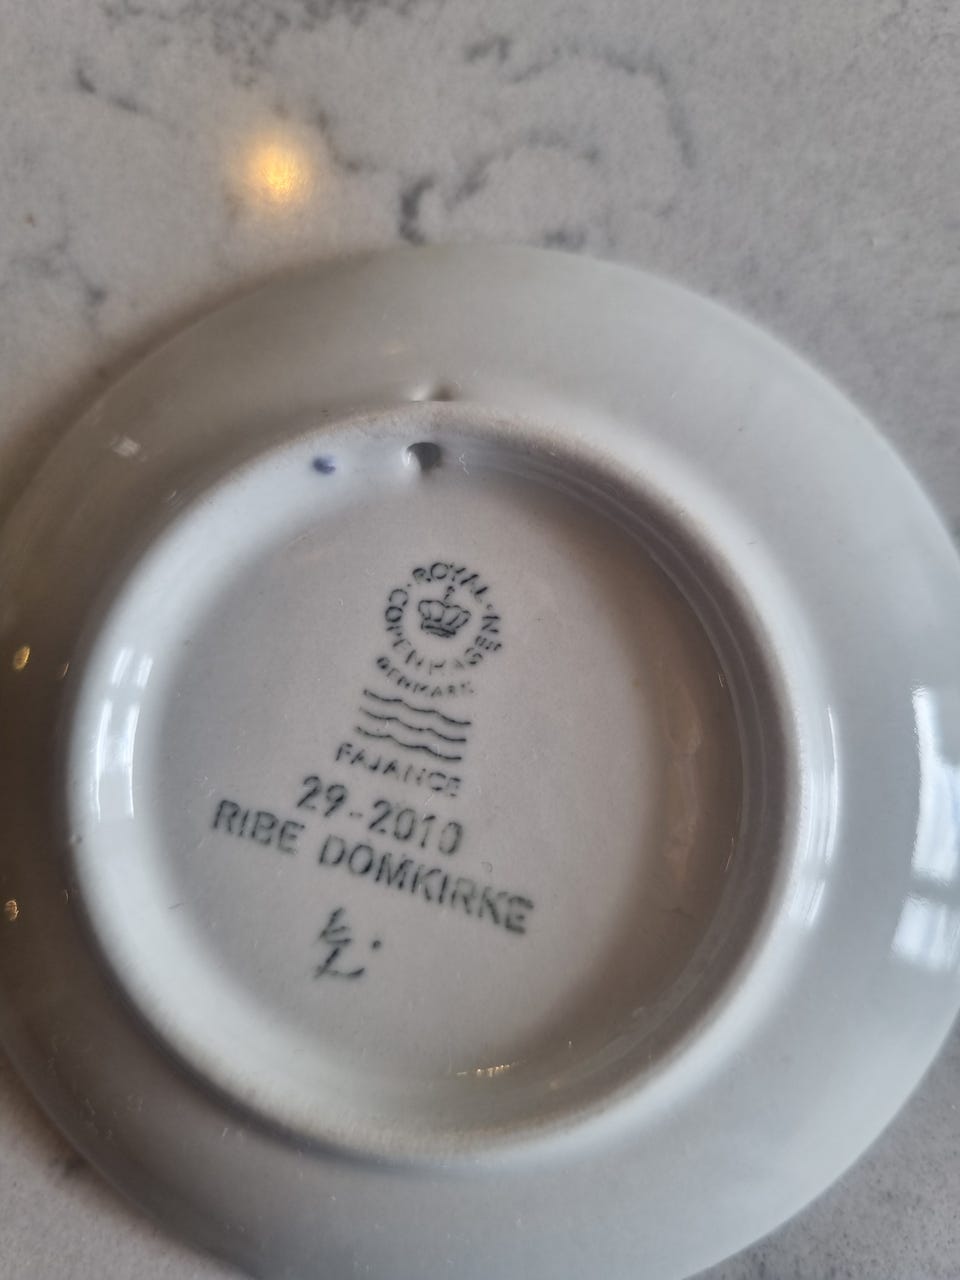 ROYAL COPENHAGEN
DENMARK
FAJANCE
29-2010
RIBE DOMKIRKE